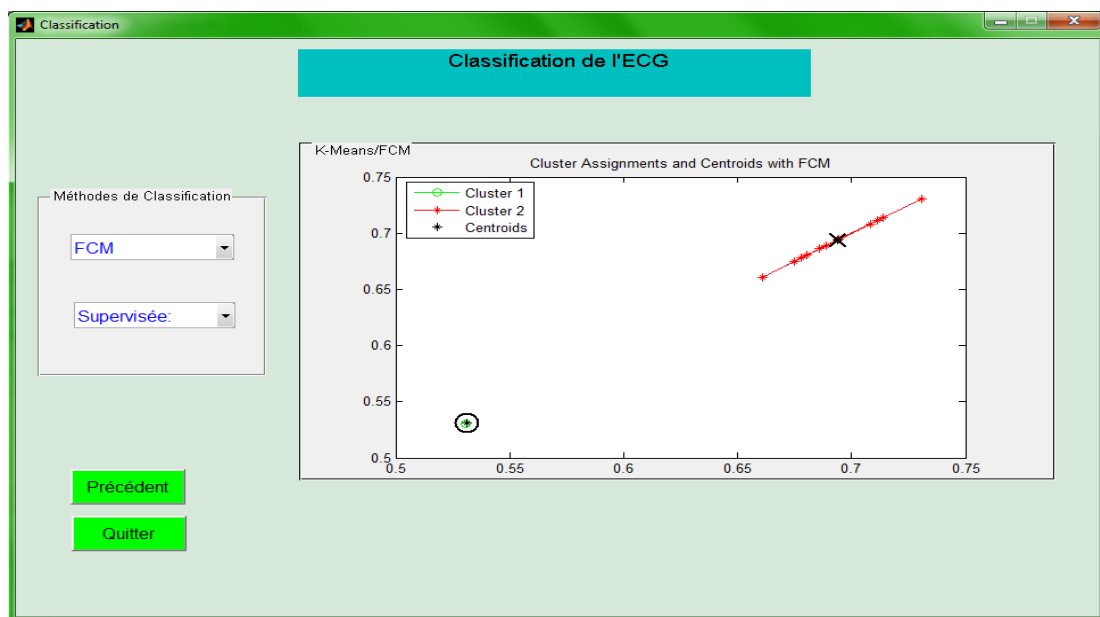 Classification
Classification de l'ECG
K-Means/FCM
Cluster Assignments and Centroids with FCM
Méthodes de Classification
FCM
Supervisée:
Précédent
Quitter
Cluster 1
Cluster 2
Centroids
0.75
0.7
0.65
0.6
0.55
0.5
0.5
0.55
0.6
0.65
0.7
0.75